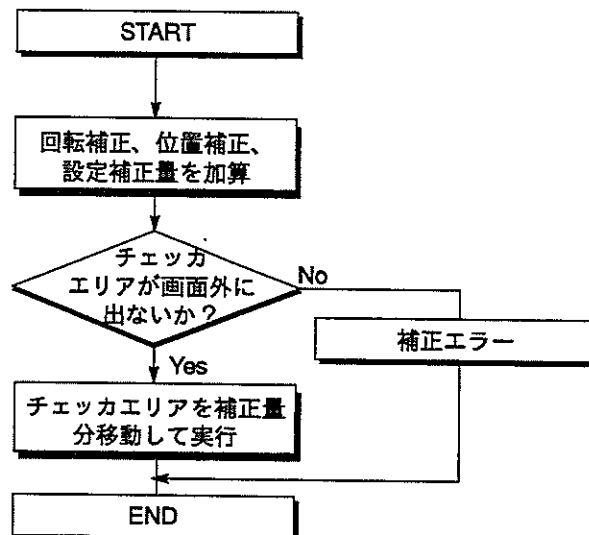 START
回転補正、位置補正、
設定補正量を加算
チェッカ
エリアが画面外に
出ないか？
No
補正エラー
Yes
チェッカエリアを補正量
分移動して実行
END